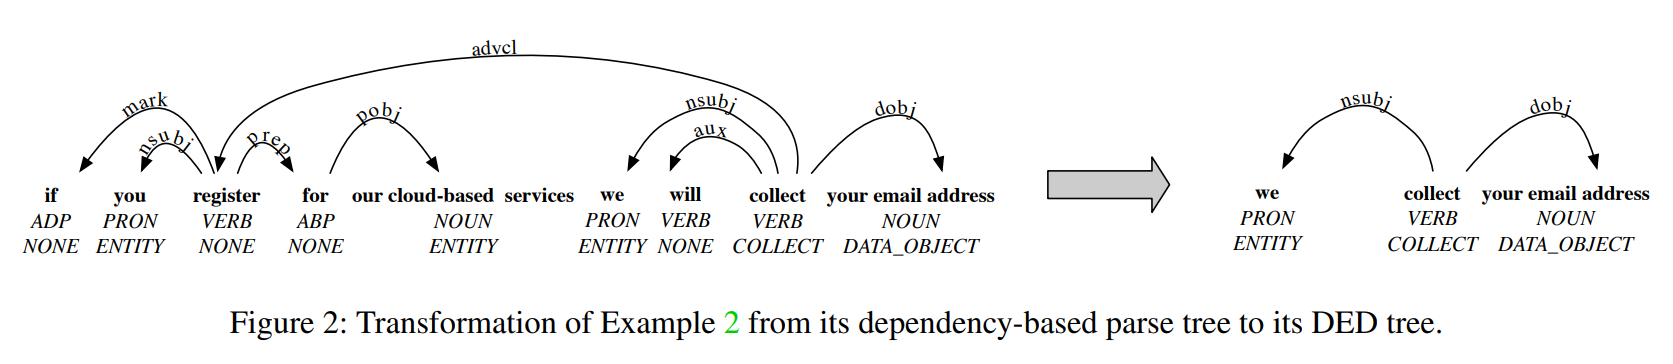 advcl
mark nsubj prep pobj nsubj aux dobj nsubj dobj
if you register for our cloud-based services we will collect your email address we collect your email address
ADP PRON VERB ABP NOUN PRON VERB VERB NOUN PRON VERB NOUN
NONE ENTITY NONE NONE ENTITY ENTITY NONE COLLECT DATA_OBJECT ENTITY COLLECT DATA_OBJECT
Figure 2: Transformation of Example 2 from its dependency-based parse tree to its DED tree.